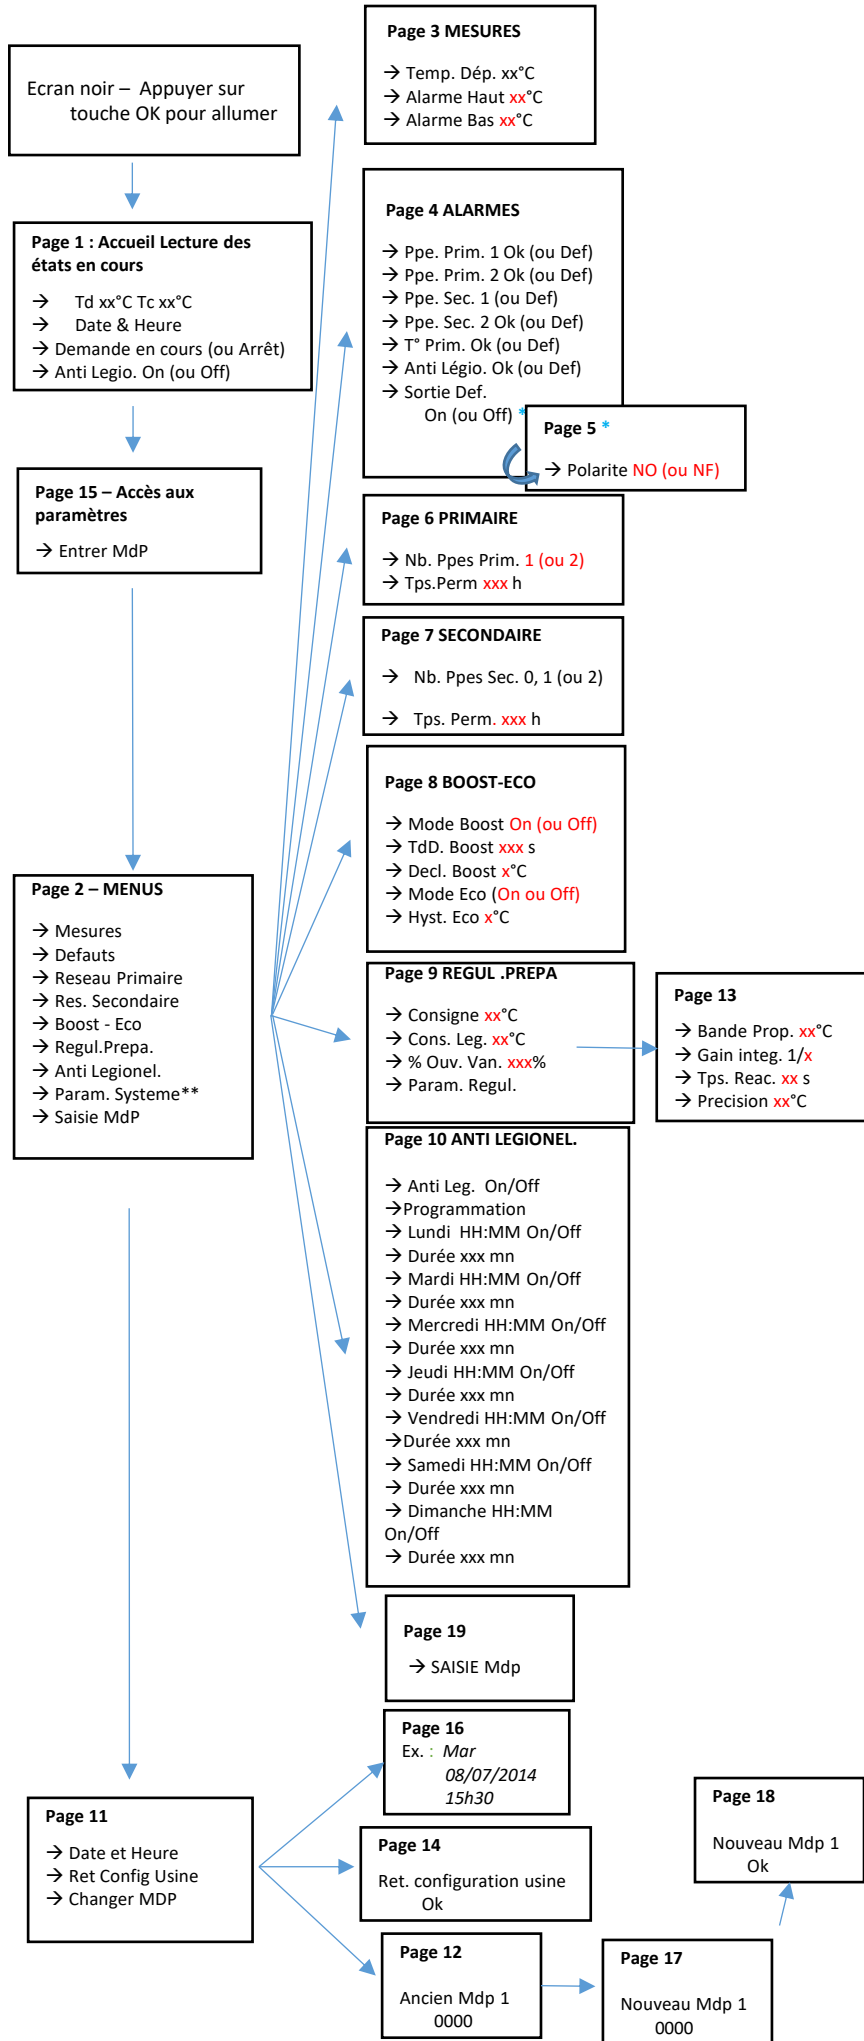 Ecran noir – Appuyer sur
touche OK pour allumer
Page 1 : Accueil Lecture des
états en cours
→ Td xx°C Tc xx°C
→ Date & Heure
→ Demande en cours (ou Arrêt)
→ Anti Legio. On (ou Off)
Page 15 – Accès aux
paramètres
→ Entrer MdP
Page 2 – MENUS
→ Mesures
→ Defauts
→ Reseau Primaire
→ Res. Secondaire
→ Boost - Eco
→ Regul.Prepa.
→ Anti Legionel.
→ Param. Systeme**
→ Saisie MdP
Page 3 MESURES
→ Temp. Dép. xx°C
→ Alarme Haut xx°C
→ Alarme Bas xx°C
Page 4 ALARMES
→ Ppe. Prim. 1 Ok (ou Def)
→ Ppe. Prim. 2 Ok (ou Def)
→ Ppe. Sec. 1 (ou Def)
→ Ppe. Sec. 2 Ok (ou Def)
→ T° Prim. Ok (ou Def)
→ Anti Légio. Ok (ou Def)
→ Sortie Def.
On (ou Off) *
Page 5 *
→ Polarite NO (ou NF)
Page 6 PRIMAIRE
→ Nb. Ppes Prim. 1 (ou 2)
→ Tps.Perm xxx h
Page 7 SECONDAIRE
→ Nb. Ppes Sec. 0, 1 (ou 2)
→ Tps. Perm. xxx h
Page 8 BOOST-ECO
→ Mode Boost On (ou Off)
→ TdD. Boost xxx s
→ Decl. Boost x°C
→ Mode Eco (On ou Off)
→ Hyst. Eco x°C
Page 9 REGUL .PREPA
→ Consigne xx°C
→ Cons. Leg. xx°C
→ % Ouv. Van. xxx%
→ Param. Regul.
Page 13
→ Bande Prop. xx°C
→ Gain integ. 1/x
→ Tps. Reac. xx s
→ Precision xx°C
Page 10 ANTI LEGIONEL.
→ Anti Leg. On/Off
→Programmation
→ Lundi HH:MM On/Off
→ Durée xxx mn
→ Mardi HH:MM On/Off
→ Durée xxx mn
→ Mercredi HH:MM On/Off
→ Durée xxx mn
→ Jeudi HH:MM On/Off
→ Durée xxx mn
→ Vendredi HH:MM On/Off
→Durée xxx mn
→ Samedi HH:MM On/Off
→ Durée xxx mn
→ Dimanche HH:MM
On/Off
→ Durée xxx mn
Page 19
→ SAISIE Mdp
Page 11
→ Date et Heure
→ Ret Config Usine
→ Changer MDP
Page 16
Ex. : Mar
08/07/2014
15h30
Page 14
Ret. configuration usine
Ok
Page 12
Ancien Mdp 1
0000
Page 17
Nouveau Mdp 1
0000
Page 18
Nouveau Mdp 1
Ok